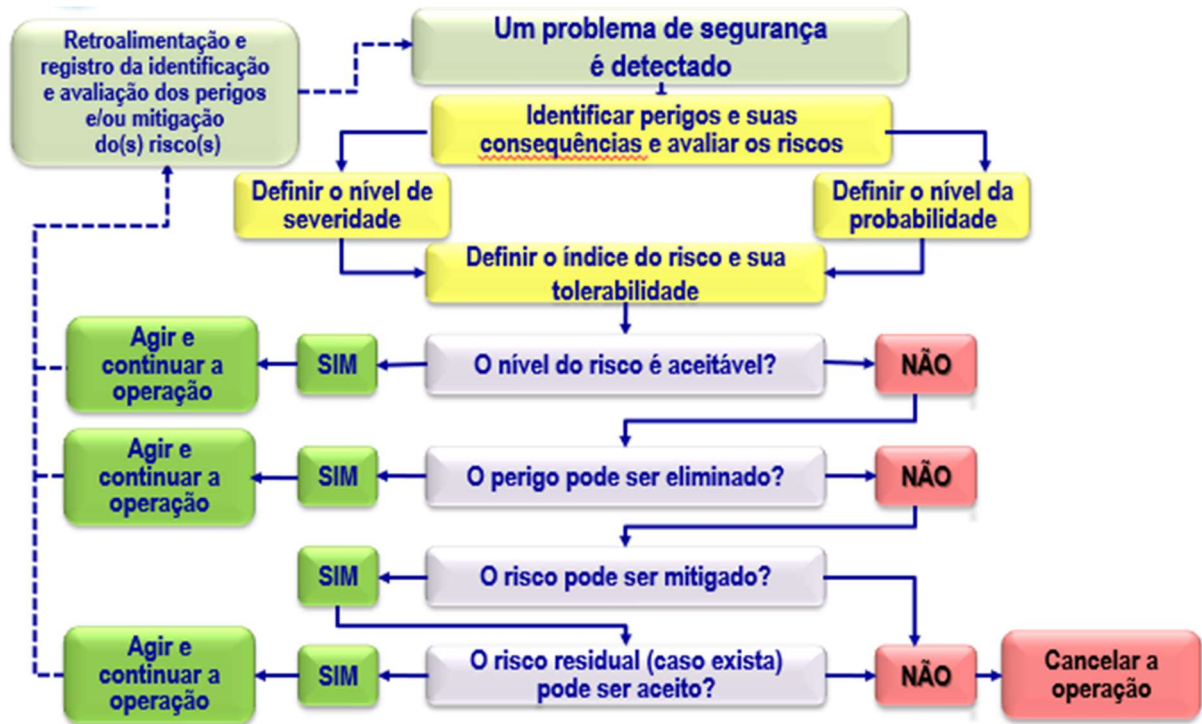 Retroalimentação e
registro da identificação
e avaliação dos perigos
e/ou mitigação
do(s) risco(s)
Um problema de segurança
é detectado
Identificar perigos e suas
consequências e avaliar os riscos
Definir o nível de
severidade
Definir o nível da
probabilidade
Definir o índice do risco e sua
tolerabilidade
Agir e
continuar a
operação
SIM
O nível do risco é aceitável?
NÃO
Agir e
continuar a
operação
SIM
O perigo pode ser eliminado?
NÃO
SIM
O risco pode ser mitigado?
Agir e
continuar a
operação
SIM
O risco residual (caso exista)
pode ser aceito?
NÃO
Cancelar a
operação